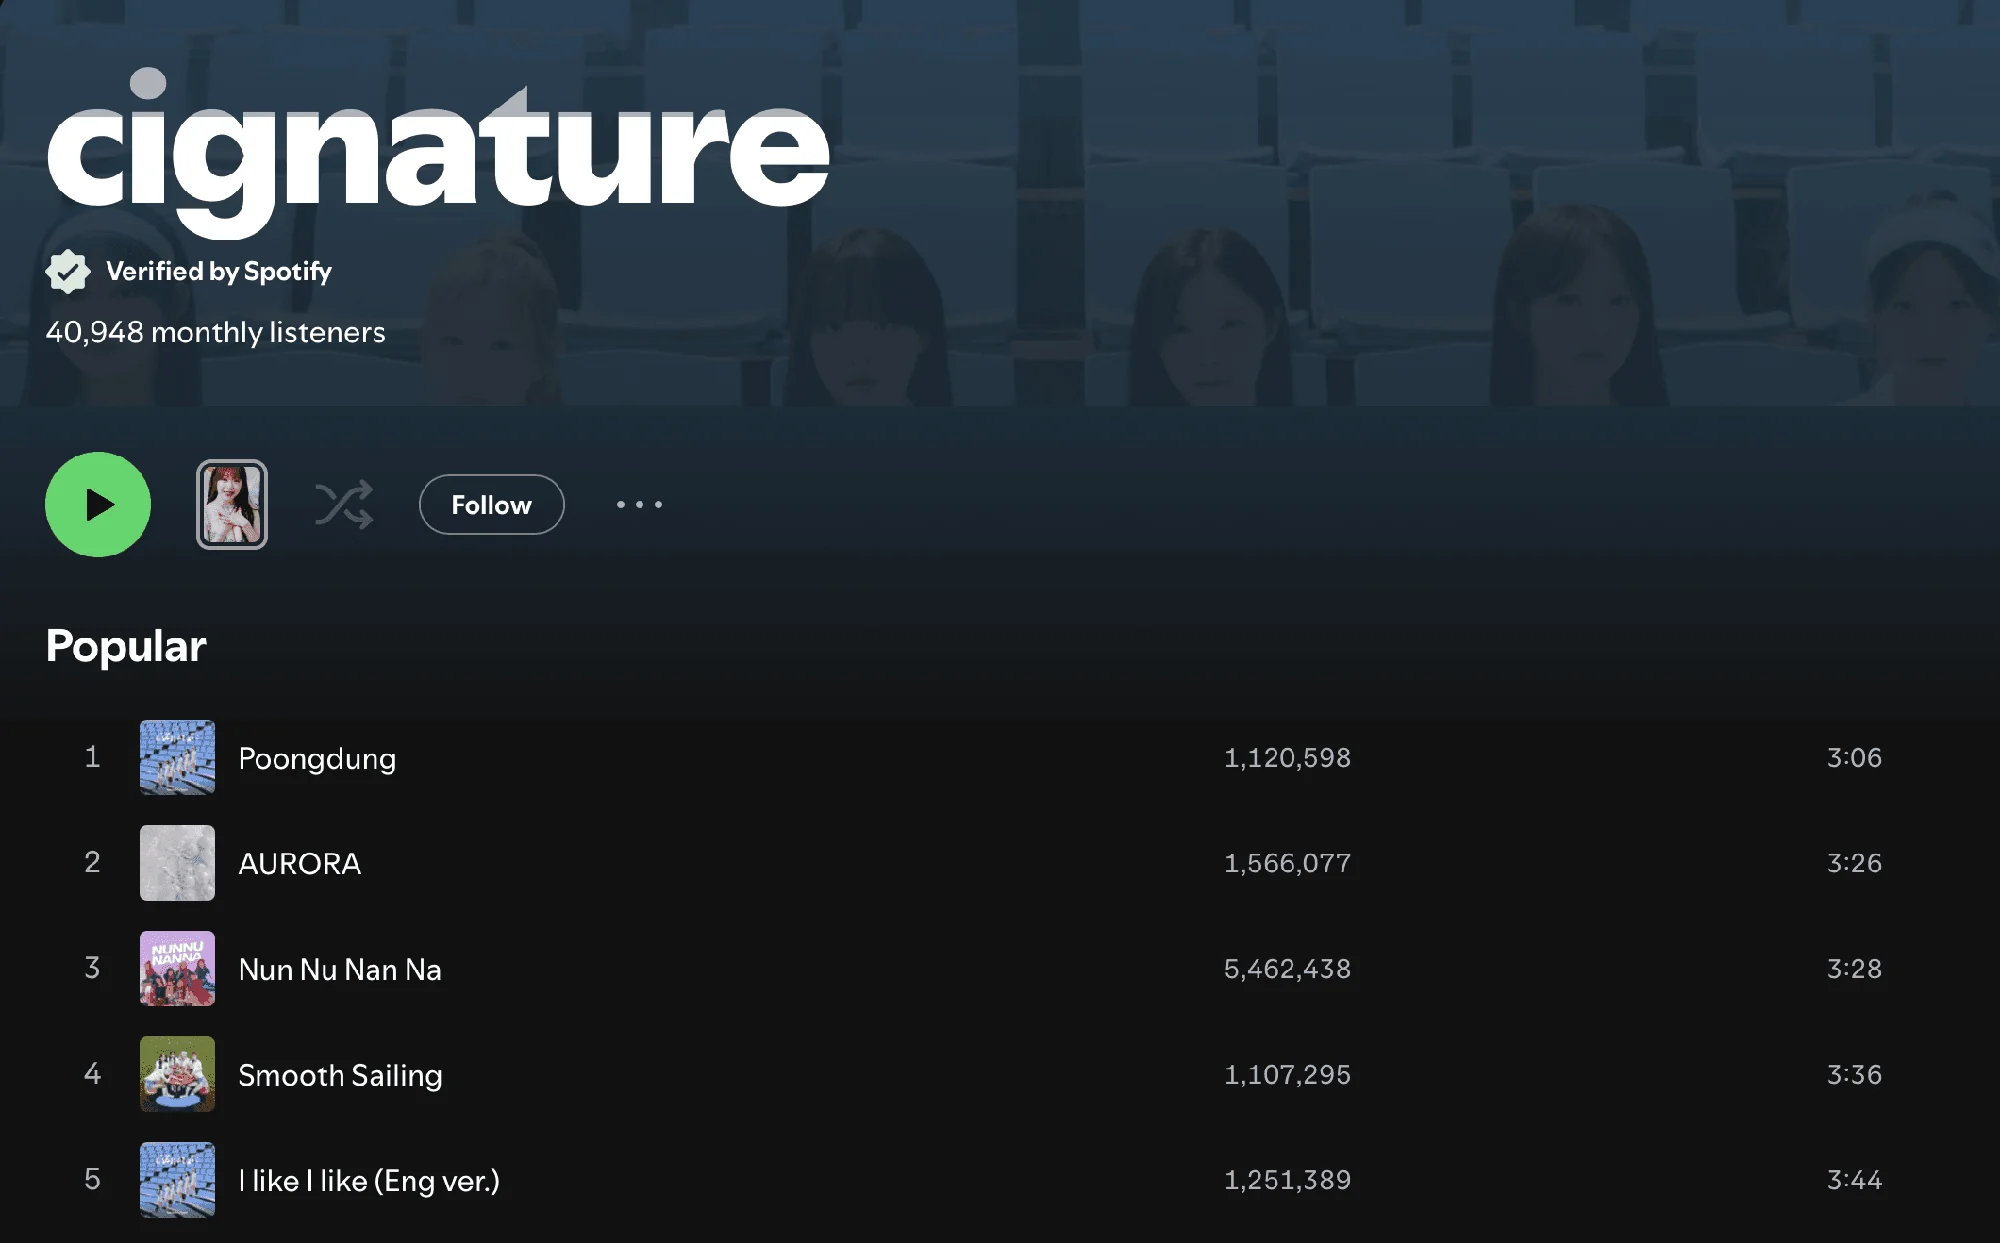 cignature
Verified by Spotify
40,948 monthly listeners
Follow
Popular
1 Poongdung 1,120,598 3:06
2 AURORA 1,566,077 3:26
3 NUNNU NANNA Nun Nu Nan Na 5,462,438 3:28
4 Smooth Sailing 1,107,295 3:36
5 I like I like (Eng ver.) 1,251,389 3:44